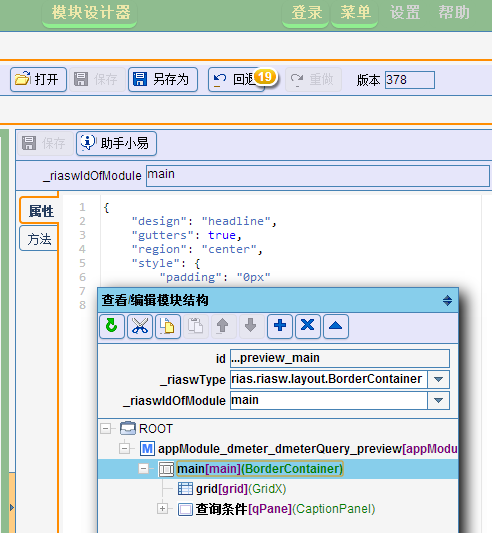 模块设计器 登录 菜单 设置 帮助
打开 保存 另存为 回退 19 重做 版本 378
保存 助手小易
_riaswIdOfModule main
属性
方法
1 {
2 "design": "headline",
3 "gutters": true,
4 "region": "center",
5 "style": {
6 "padding": "0px"
7
8
查看/编辑模块结构
id ...preview_main
_riaswType rias.riasw.layout.BorderContainer
_riaswIdOfModule main
ROOT
M appModule_dmeter_dmeterQuery_preview[appModu
main[main](BorderContainer)
grid[grid](GridX)
查询条件[qPane](CaptionPanel)